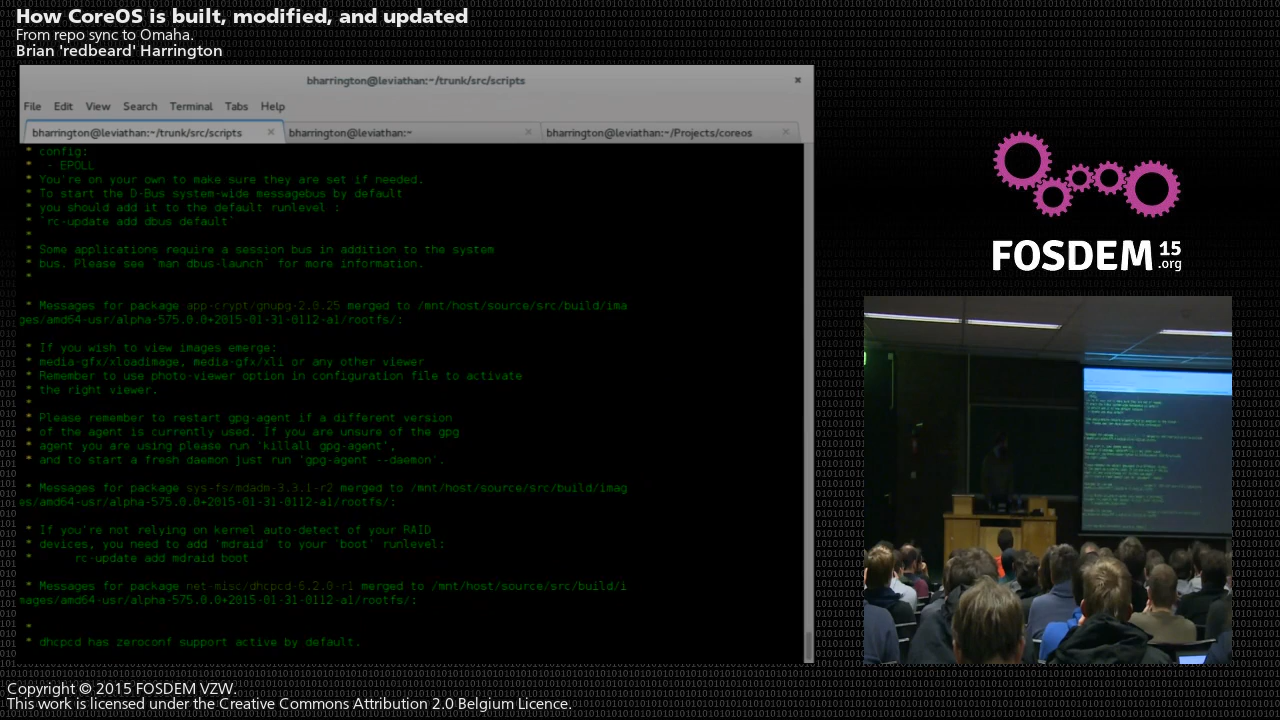 How CoreOS is built, modified, and updated
From repo sync to Omaha.
Brian 'redbeard' Harrington
bharrington@leviathan:~/trunk/src/scripts ×
File Edit View Search Terminal Tabs Help
bharrington@leviathan:~/trunk/src/scripts × bharrington@leviathan:~ × bharrington@leviathan:~/Projects/coreos ×
* config:
*  - EPOLL
* You're on your own to make sure they are set if needed.
* To start the D-Bus system-wide messagebus by default
* you should add it to the default runlevel :
* `rc-update add dbus default`
*
* Some applications require a session bus in addition to the system
* bus. Please see `man dbus-launch` for more information.
*
* Messages for package app-crypt/gnupg-2.0.25 merged to /mnt/host/source/src/build/ima
ges/amd64-usr/alpha-575.0.0+2015-01-31-0112-a1/rootfs/:
* If you wish to view images emerge:
* media-gfx/xloadimage, media-gfx/xli or any other viewer
* Remember to use photo-viewer option in configuration file to activate
* the right viewer.
*
* Please remember to restart gpg-agent if a different version
* of the agent is currently used. If you are unsure of the gpg
* agent you are using please run 'killall gpg-agent',
* and to start a fresh daemon just run 'gpg-agent --daemon'.
* Messages for package sys-fs/mdadm-3.3.1-r2 merged to /mnt/host/source/src/build/imag
es/amd64-usr/alpha-575.0.0+2015-01-31-0112-a1/rootfs/:
* If you're not relying on kernel auto-detect of your RAID
* devices, you need to add 'mdraid' to your 'boot' runlevel:
*      rc-update add mdraid boot
* Messages for package net-misc/dhcpcd-6.2.0-r1 merged to /mnt/host/source/src/build/i
mages/amd64-usr/alpha-575.0.0+2015-01-31-0112-a1/rootfs/:
*
* dhcpcd has zeroconf support active by default.
FOSDEM 15
.org
Copyright © 2015 FOSDEM VZW.
This work is licensed under the Creative Commons Attribution 2.0 Belgium Licence.